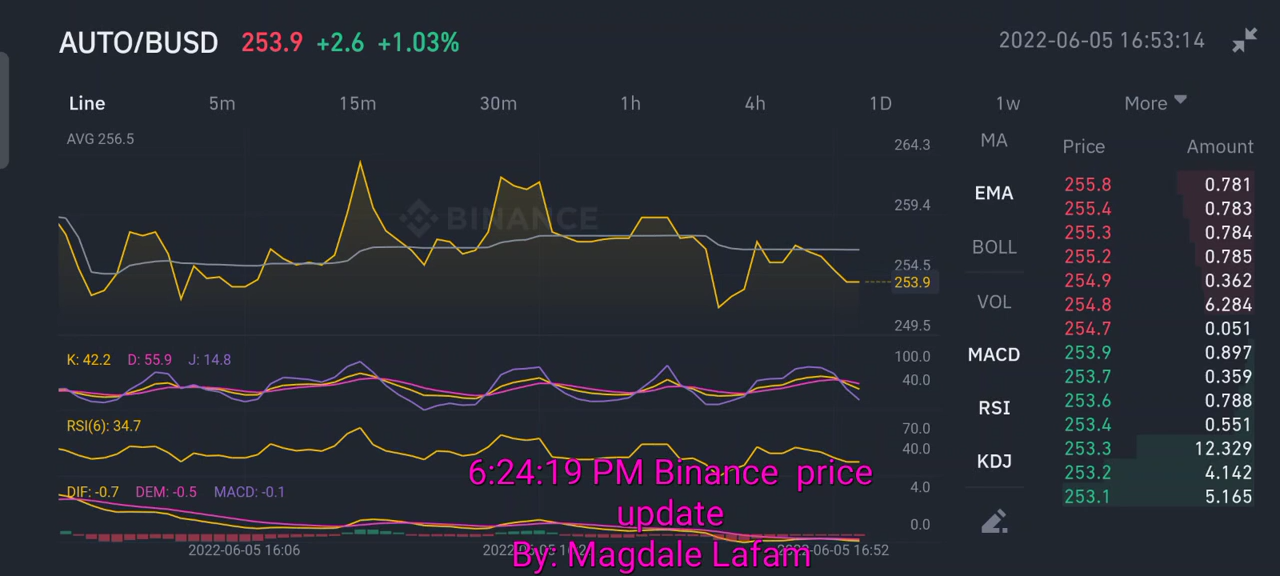 AUTO/BUSD 253.9 +2.6 +1.03% 2022-06-05 16:53:14
Line 5m 15m 30m 1h 4h 1D 1w More
AVG 256.5
264.3
259.4
254.5
253.9
249.5
BINANCE
K: 42.2 D: 55.9 J: 14.8
100.0
40.0
RSI(6): 34.7
70.0
40.0
DIF: -0.7 DEM: -0.5 MACD: -0.1
4.0
0.0
2022-06-05 16:06 2022-06-05 2022-06-05 16:52
MA
EMA
BOLL
VOL
MACD
RSI
KDJ
Price Amount
255.8 0.781
255.4 0.783
255.3 0.784
255.2 0.785
254.9 0.362
254.8 6.284
254.7 0.051
253.9 0.897
253.7 0.359
253.6 0.788
253.4 0.551
253.3 12.329
253.2 4.142
253.1 5.165
6:24:19 PM Binance price
update
By: Magdale Lafam